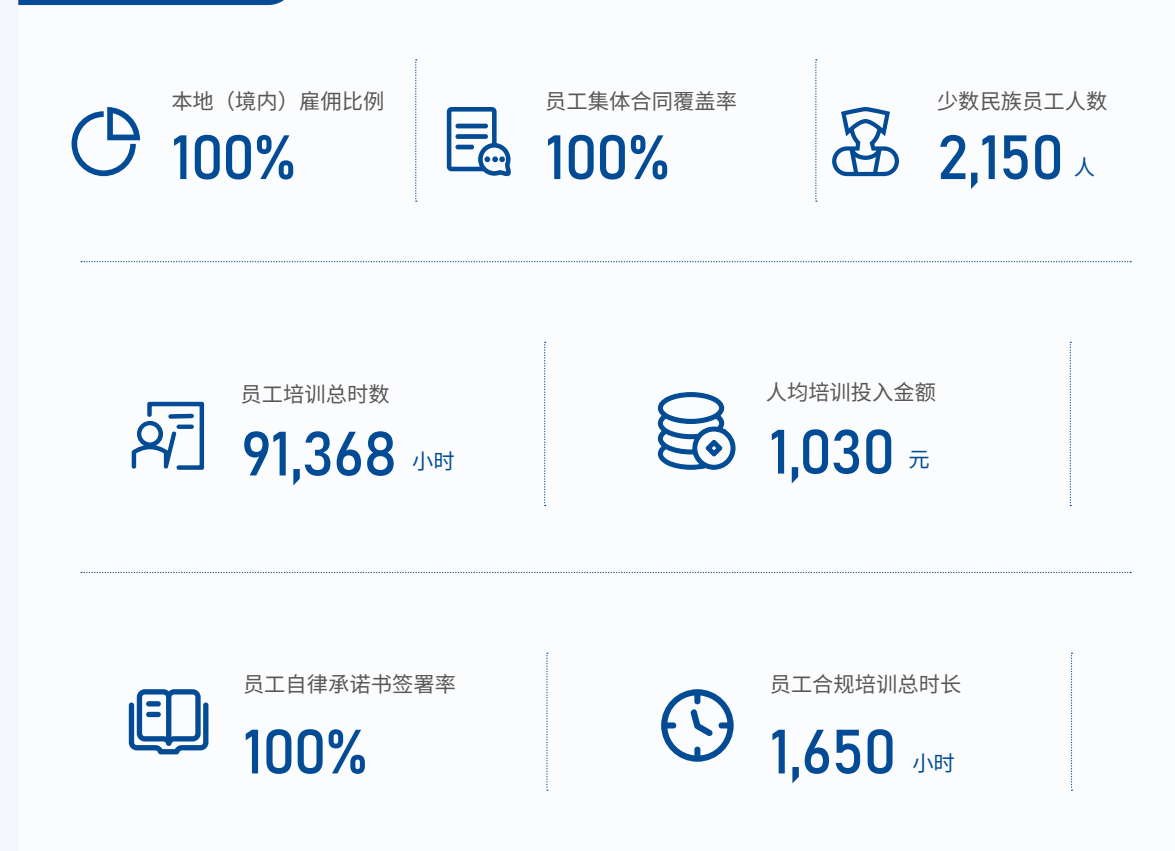 本地（境内）雇佣比例
100%
员工集体合同覆盖率
100%
少数民族员工人数
2,150 人
员工培训总时数
91,368 小时
人均培训投入金额
1,030 元
员工自律承诺书签署率
100%
员工合规培训总时长
1,650 小时